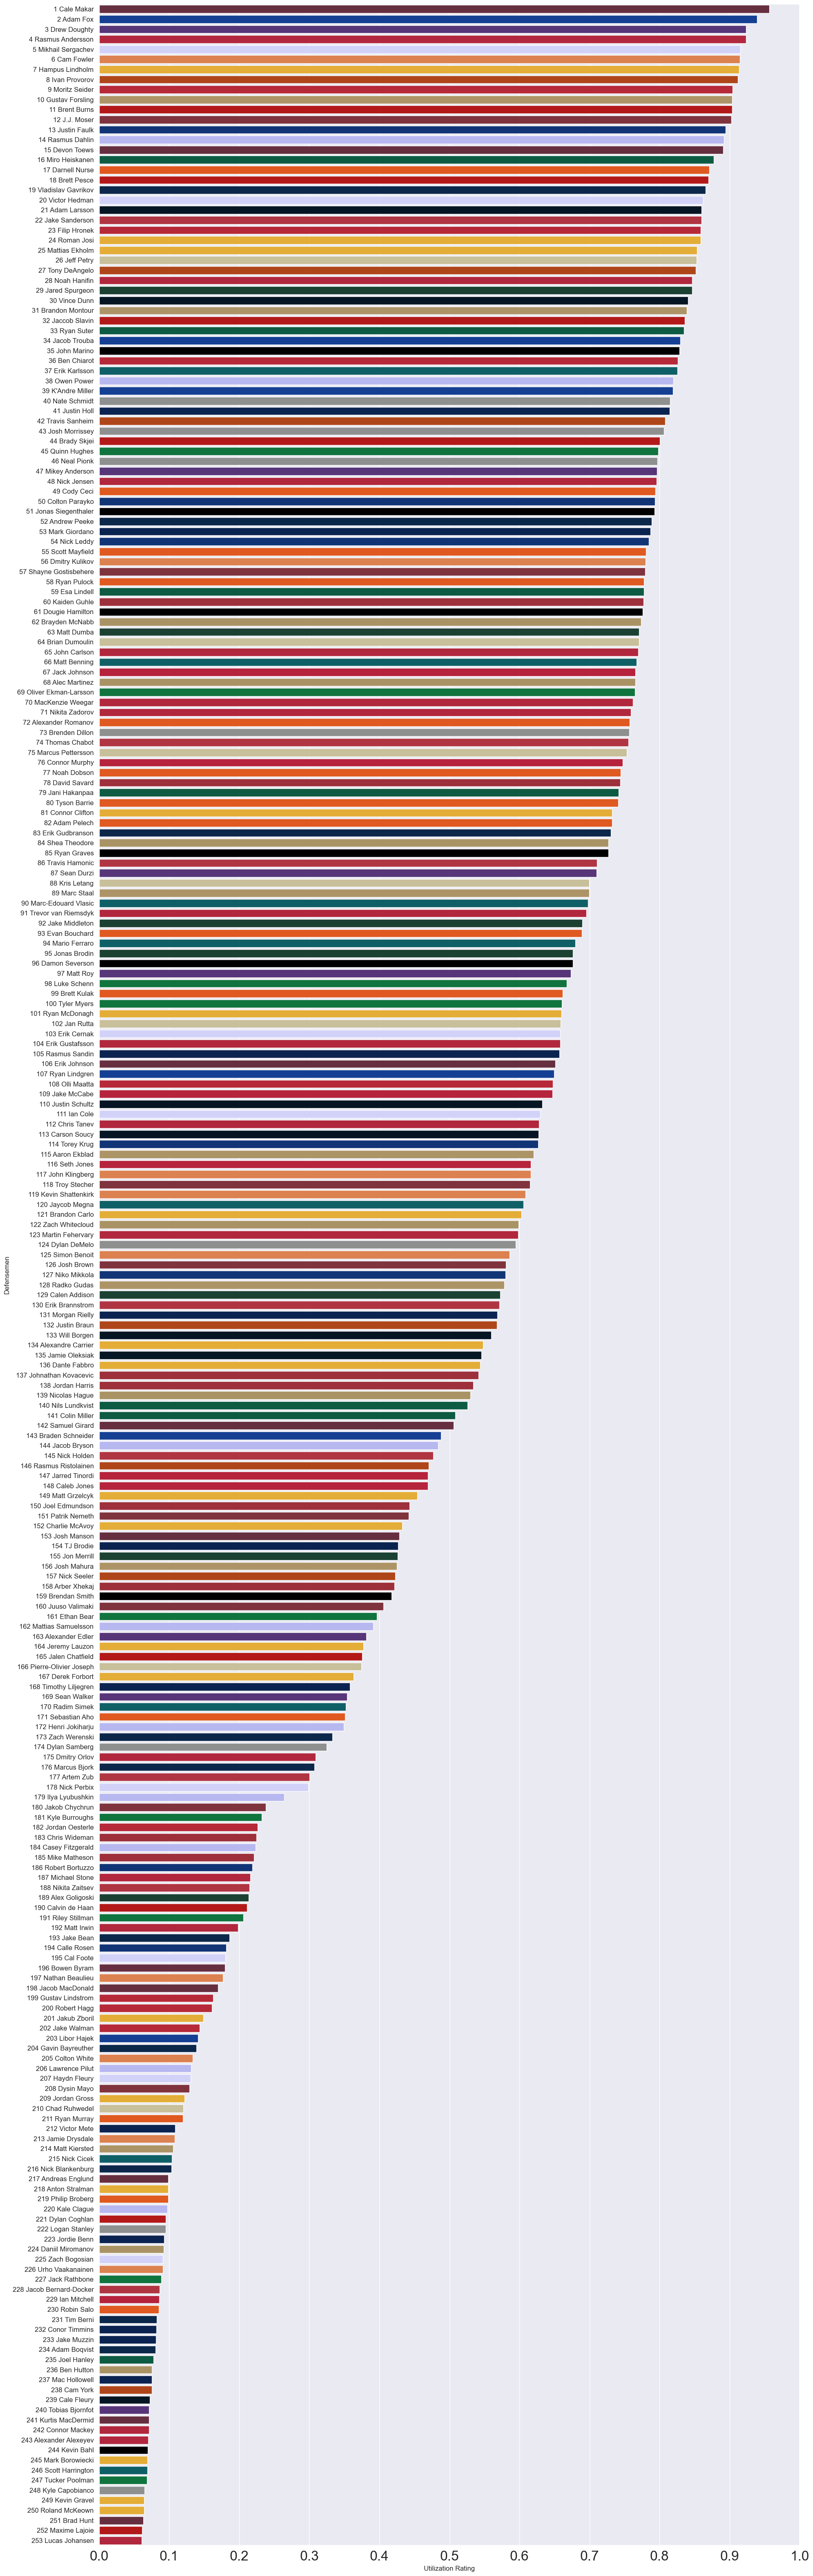 1 Cale Makar
2 Adam Fox
3 Drew Doughty
4 Rasmus Andersson
5 Mikhail Sergachev
6 Cam Fowler
7 Hampus Lindholm
8 Ivan Provorov
9 Moritz Seider
10 Gustav Forsling
11 Brent Burns
12 J.J. Moser
13 Justin Faulk
14 Rasmus Dahlin
15 Devon Toews
16 Miro Heiskanen
17 Darnell Nurse
18 Brett Pesce
19 Vladislav Gavrikov
20 Victor Hedman
21 Adam Larsson
22 Jake Sanderson
23 Filip Hronek
24 Roman Josi
25 Mattias Ekholm
26 Jeff Petry
27 Tony DeAngelo
28 Noah Hanifin
29 Jared Spurgeon
30 Vince Dunn
31 Brandon Montour
32 Jaccob Slavin
33 Ryan Suter
34 Jacob Trouba
35 John Marino
36 Ben Chiarot
37 Erik Karlsson
38 Owen Power
39 K'Andre Miller
40 Nate Schmidt
41 Justin Holl
42 Travis Sanheim
43 Josh Morrissey
44 Brady Skjei
45 Quinn Hughes
46 Neal Pionk
47 Mikey Anderson
48 Nick Jensen
49 Cody Ceci
50 Colton Parayko
51 Jonas Siegenthaler
52 Andrew Peeke
53 Mark Giordano
54 Nick Leddy
55 Scott Mayfield
56 Dmitry Kulikov
57 Shayne Gostisbehere
58 Ryan Pulock
59 Esa Lindell
60 Kaiden Guhle
61 Dougie Hamilton
62 Brayden McNabb
63 Matt Dumba
64 Brian Dumoulin
65 John Carlson
66 Matt Benning
67 Jack Johnson
68 Alec Martinez
69 Oliver Ekman-Larsson
70 MacKenzie Weegar
71 Nikita Zadorov
72 Alexander Romanov
73 Brenden Dillon
74 Thomas Chabot
75 Marcus Pettersson
76 Connor Murphy
77 Noah Dobson
78 David Savard
79 Jani Hakanpaa
80 Tyson Barrie
81 Connor Clifton
82 Adam Pelech
83 Erik Gudbranson
84 Shea Theodore
85 Ryan Graves
86 Travis Hamonic
87 Sean Durzi
88 Kris Letang
89 Marc Staal
90 Marc-Edouard Vlasic
91 Trevor van Riemsdyk
92 Jake Middleton
93 Evan Bouchard
94 Mario Ferraro
95 Jonas Brodin
96 Damon Severson
97 Matt Roy
98 Luke Schenn
99 Brett Kulak
100 Tyler Myers
101 Ryan McDonagh
102 Jan Rutta
103 Erik Cernak
104 Erik Gustafsson
105 Rasmus Sandin
106 Erik Johnson
107 Ryan Lindgren
108 Olli Maatta
109 Jake McCabe
110 Justin Schultz
111 Ian Cole
112 Chris Tanev
113 Carson Soucy
114 Torey Krug
115 Aaron Ekblad
116 Seth Jones
117 John Klingberg
118 Troy Stecher
119 Kevin Shattenkirk
120 Jaycob Megna
121 Brandon Carlo
122 Zach Whitecloud
123 Martin Fehervary
124 Dylan DeMelo
125 Simon Benoit
126 Josh Brown
127 Niko Mikkola
128 Radko Gudas
129 Calen Addison
130 Erik Brannstrom
131 Morgan Rielly
132 Justin Braun
133 Will Borgen
134 Alexandre Carrier
135 Jamie Oleksiak
136 Dante Fabbro
137 Johnathan Kovacevic
138 Jordan Harris
139 Nicolas Hague
140 Nils Lundkvist
141 Colin Miller
142 Samuel Girard
143 Braden Schneider
144 Jacob Bryson
145 Nick Holden
146 Rasmus Ristolainen
147 Jarred Tinordi
148 Caleb Jones
149 Matt Grzelcyk
150 Joel Edmundson
151 Patrik Nemeth
152 Charlie McAvoy
153 Josh Manson
154 TJ Brodie
155 Jon Merrill
156 Josh Mahura
157 Nick Seeler
158 Arber Xhekaj
159 Brendan Smith
160 Juuso Valimaki
161 Ethan Bear
162 Mattias Samuelsson
163 Alexander Edler
164 Jeremy Lauzon
165 Jalen Chatfield
166 Pierre-Olivier Joseph
167 Derek Forbort
168 Timothy Liljegren
169 Sean Walker
170 Radim Simek
171 Sebastian Aho
172 Henri Jokiharju
173 Zach Werenski
174 Dylan Samberg
175 Dmitry Orlov
176 Marcus Bjork
177 Artem Zub
178 Nick Perbix
179 Ilya Lyubushkin
180 Jakob Chychrun
181 Kyle Burroughs
182 Jordan Oesterle
183 Chris Wideman
184 Casey Fitzgerald
185 Mike Matheson
186 Robert Bortuzzo
187 Michael Stone
188 Nikita Zaitsev
189 Alex Goligoski
190 Calvin de Haan
191 Riley Stillman
192 Matt Irwin
193 Jake Bean
194 Calle Rosen
195 Cal Foote
196 Bowen Byram
197 Nathan Beaulieu
198 Jacob MacDonald
199 Gustav Lindstrom
200 Robert Hagg
201 Jakub Zboril
202 Jake Walman
203 Libor Hajek
204 Gavin Bayreuther
205 Colton White
206 Lawrence Pilut
207 Haydn Fleury
208 Dysin Mayo
209 Jordan Gross
210 Chad Ruhwedel
211 Ryan Murray
212 Victor Mete
213 Jamie Drysdale
214 Matt Kiersted
215 Nick Cicek
216 Nick Blankenburg
217 Andreas Englund
218 Anton Stralman
219 Philip Broberg
220 Kale Clague
221 Dylan Coghlan
222 Logan Stanley
223 Jordie Benn
224 Daniil Miromanov
225 Zach Bogosian
226 Urho Vaakanainen
227 Jack Rathbone
228 Jacob Bernard-Docker
229 Ian Mitchell
230 Robin Salo
231 Tim Berni
232 Conor Timmins
233 Jake Muzzin
234 Adam Boqvist
235 Joel Hanley
236 Ben Hutton
237 Mac Hollowell
238 Cam York
239 Cale Fleury
240 Tobias Bjornfot
241 Kurtis MacDermid
242 Connor Mackey
243 Alexander Alexeyev
244 Kevin Bahl
245 Mark Borowiecki
246 Scott Harrington
247 Tucker Poolman
248 Kyle Capobianco
249 Kevin Gravel
250 Roland McKeown
251 Brad Hunt
252 Maxime Lajoie
253 Lucas Johansen
Defensemen
0.0 0.1 0.2 0.3 0.4 0.5 0.6 0.7 0.8 0.9 1.0
Utilization Rating